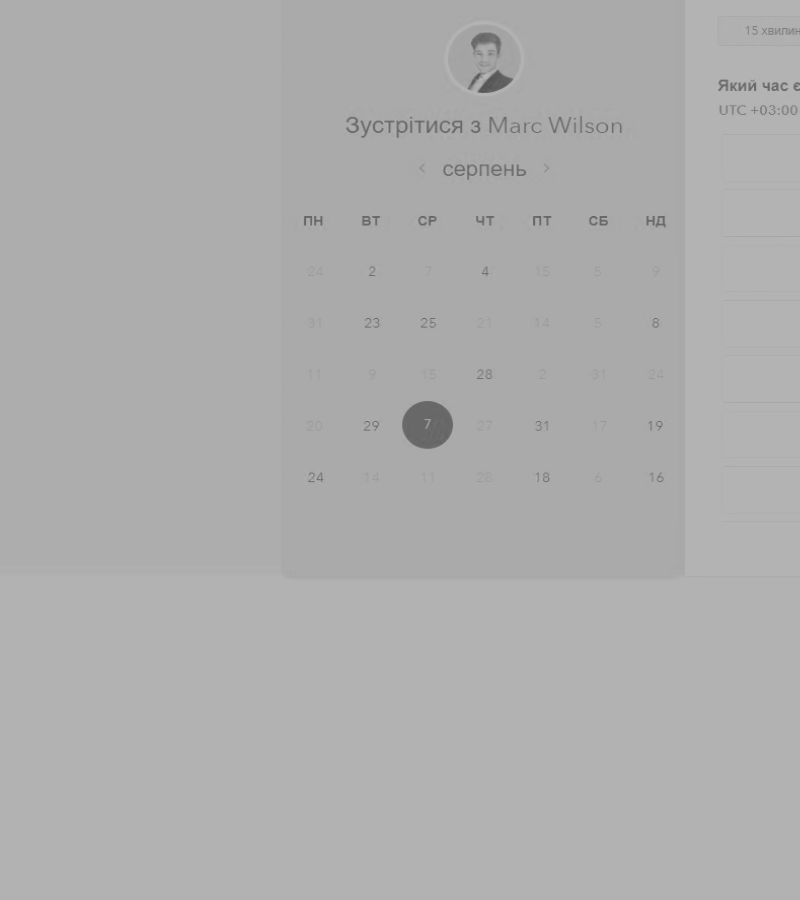 15 хвилин
Який час є
UTC +03:00
Зустрітися з Marc Wilson
серпень
ПН ВТ СР ЧТ ПТ СБ НД
24 2 7 4 15 5 9
31 23 25 21 14 5 8
11 9 15 28 2 31 24
20 29 7 27 31 17 19
24 14 11 28 18 6 16